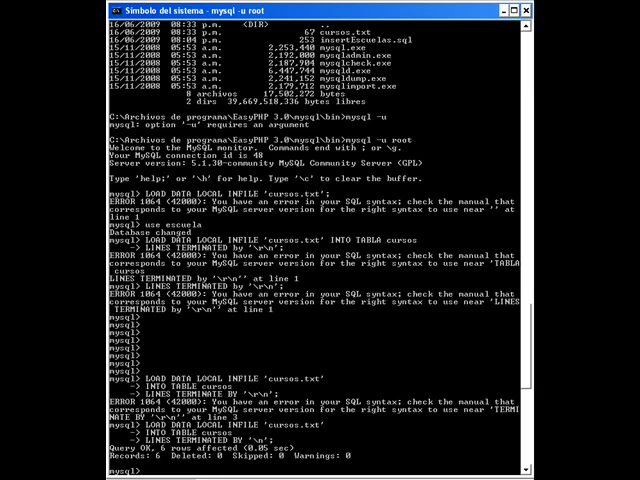 Símbolo del sistema - mysql -u root
16/06/2009  08:33 p.m.    <DIR>          ..
16/06/2009  08:33 p.m.                67 cursos.txt
16/06/2009  08:04 p.m.               253 insertEscuelas.sql
15/11/2008  05:53 a.m.         2,253,440 mysql.exe
15/11/2008  05:53 a.m.         2,192,000 mysqladmin.exe
15/11/2008  05:53 a.m.         2,188,960 mysqlcheck.exe
15/11/2008  05:53 a.m.         6,447,744 mysqld.exe
15/11/2008  05:53 a.m.         2,241,152 mysqldump.exe
15/11/2008  05:53 a.m.         2,179,712 mysqlimport.exe
8 archivos     17,502,272 bytes
2 dirs  39,669,518,336 bytes libres
C:\Archivos de programa\EasyPHP 3.0\mysql\bin>mysql -u
mysql: option '-u' requires an argument
C:\Archivos de programa\EasyPHP 3.0\mysql\bin>mysql -u root
Welcome to the MySQL monitor.  Commands end with ; or \g.
Your MySQL connection id is 48
Server version: 5.1.30-community MySQL Community Server (GPL)
Type 'help;' or '\h' for help. Type '\c' to clear the buffer.
mysql> LOAD DATA LOCAL INFILE 'cursos.txt';
ERROR 1064 (42000): You have an error in your SQL syntax; check the manual that
corresponds to your MySQL server version for the right syntax to use near '' at
line 1
mysql> use escuela
Database changed
mysql> LOAD DATA LOCAL INFILE 'cursos.txt' INTO TABLA cursos
-> LINES TERMINATED by '\r\n';
ERROR 1064 (42000): You have an error in your SQL syntax; check the manual that
corresponds to your MySQL server version for the right syntax to use near 'TABLA
cursos
LINES TERMINATED by '\r\n'' at line 1
mysql> LINES TERMINATED by '\r\n';
ERROR 1064 (42000): You have an error in your SQL syntax; check the manual that
corresponds to your MySQL server version for the right syntax to use near 'LINES
TERMINATED by '\r\n'' at line 1
mysql>
mysql>
mysql>
mysql>
mysql>
mysql>
mysql>
mysql>
mysql> LOAD DATA LOCAL INFILE 'cursos.txt'
-> INTO TABLE cursos
-> LINES TERMINATE BY '\r\n';
ERROR 1064 (42000): You have an error in your SQL syntax; check the manual that
corresponds to your MySQL server version for the right syntax to use near 'TERMI
NATE BY '\r\n'' at line 3
mysql> LOAD DATA LOCAL INFILE 'cursos.txt'
-> INTO TABLE cursos
-> LINES TERMINATED BY '\n';
Query OK, 6 rows affected (0.05 sec)
Records: 6  Deleted: 0  Skipped: 0  Warnings: 0
mysql>